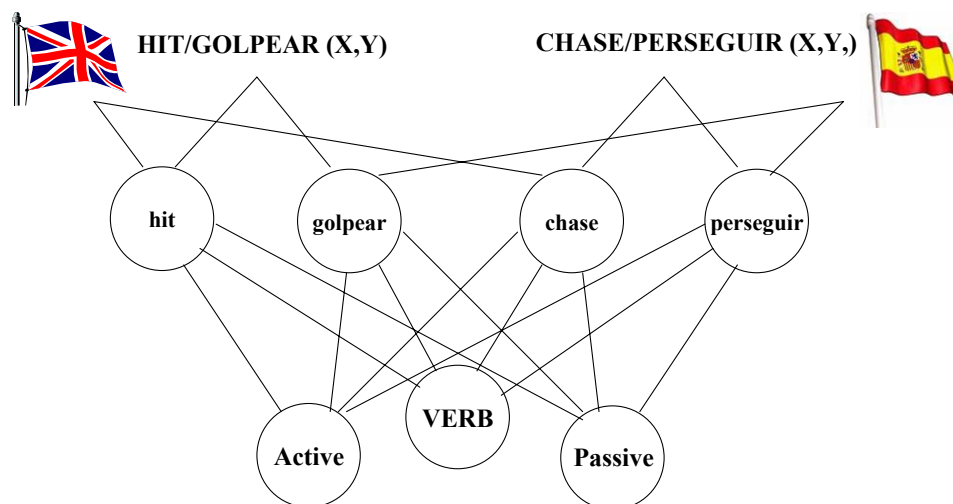 HIT/GOLPEAR (X,Y)
CHASE/PERSEGUIR (X,Y,)
hit
golpear
chase
perseguir
VERB
Active
Passive